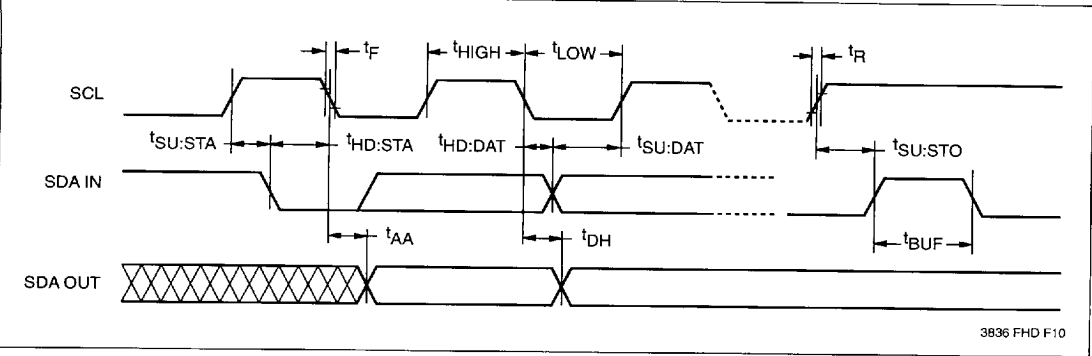 tF
tHIGH
tLOW
tR
SCL
tSU:STA
tHD:STA
tHD:DAT
tSU:DAT
tSU:STO
SDA IN
tAA
tDH
tBUF
SDA OUT
3836 FHD F10